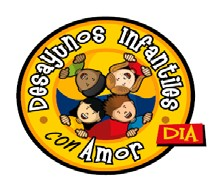 Desayunos Infantiles
con Amor
DIA